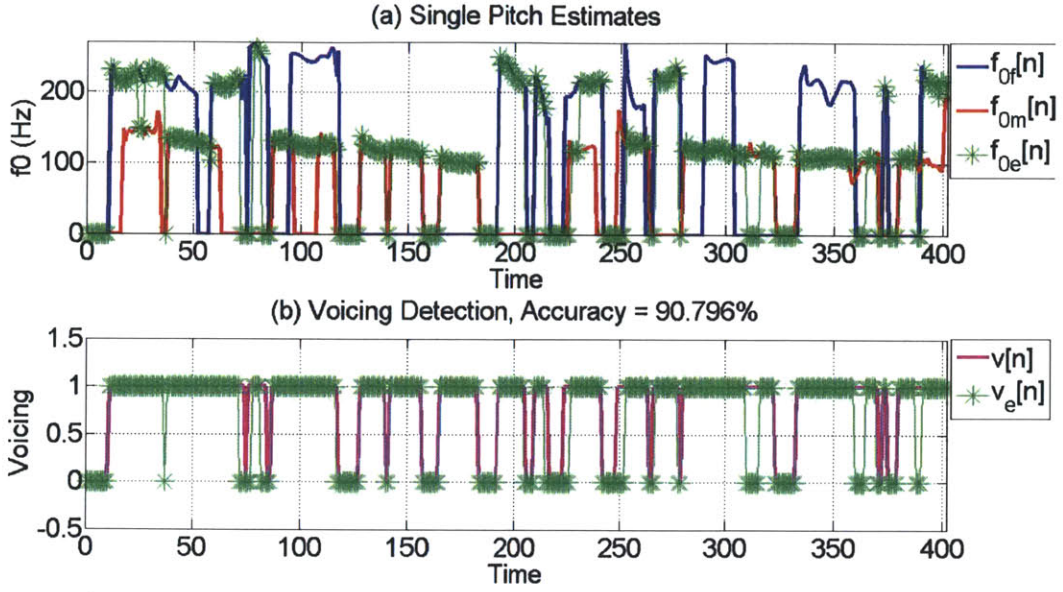 (a) Single Pitch Estimates
f0 (Hz)
200
100
0
0 50 100 150 200 250 300 350 400
Time
f0f[n]
f0m[n]
f0e[n]
(b) Voicing Detection, Accuracy = 90.796%
Voicing
1.5
1
0.5
0
-0.5
0 50 100 150 200 250 300 350 400
Time
v[n]
ve[n]